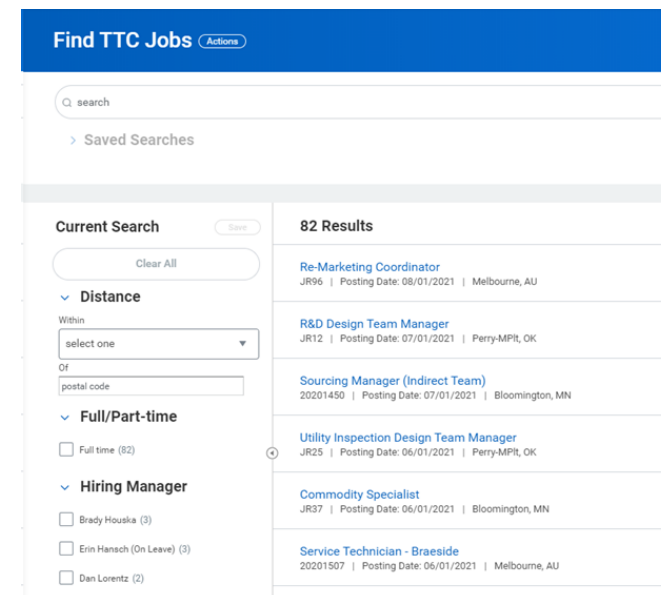 Find TTC Jobs Actions
search
Saved Searches
Current Search Save
Clear All
Distance
Within
select one
Of
postal code
Full/Part-time
Full time (82)
Hiring Manager
Brady Houska (3)
Erin Hansch (On Leave) (3)
Dan Lorentz (2)
82 Results
Re-Marketing Coordinator
JR96 | Posting Date: 08/01/2021 | Melbourne, AU
R&D Design Team Manager
JR12 | Posting Date: 07/01/2021 | Perry-MPlt, OK
Sourcing Manager (Indirect Team)
20201450 | Posting Date: 07/01/2021 | Bloomington, MN
Utility Inspection Design Team Manager
JR25 | Posting Date: 06/01/2021 | Perry-MPlt, OK
Commodity Specialist
JR37 | Posting Date: 06/01/2021 | Bloomington, MN
Service Technician - Braeside
20201507 | Posting Date: 06/01/2021 | Melbourne, AU